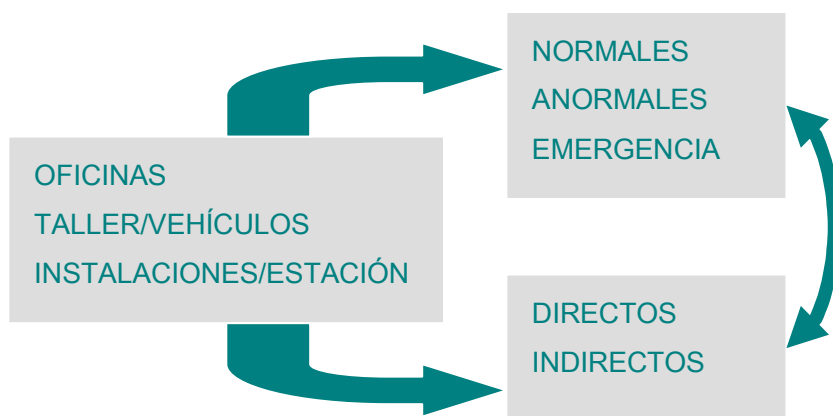 OFICINAS
TALLER/VEHÍCULOS
INSTALACIONES/ESTACIÓN
NORMALES
ANORMALES
EMERGENCIA
DIRECTOS
INDIRECTOS